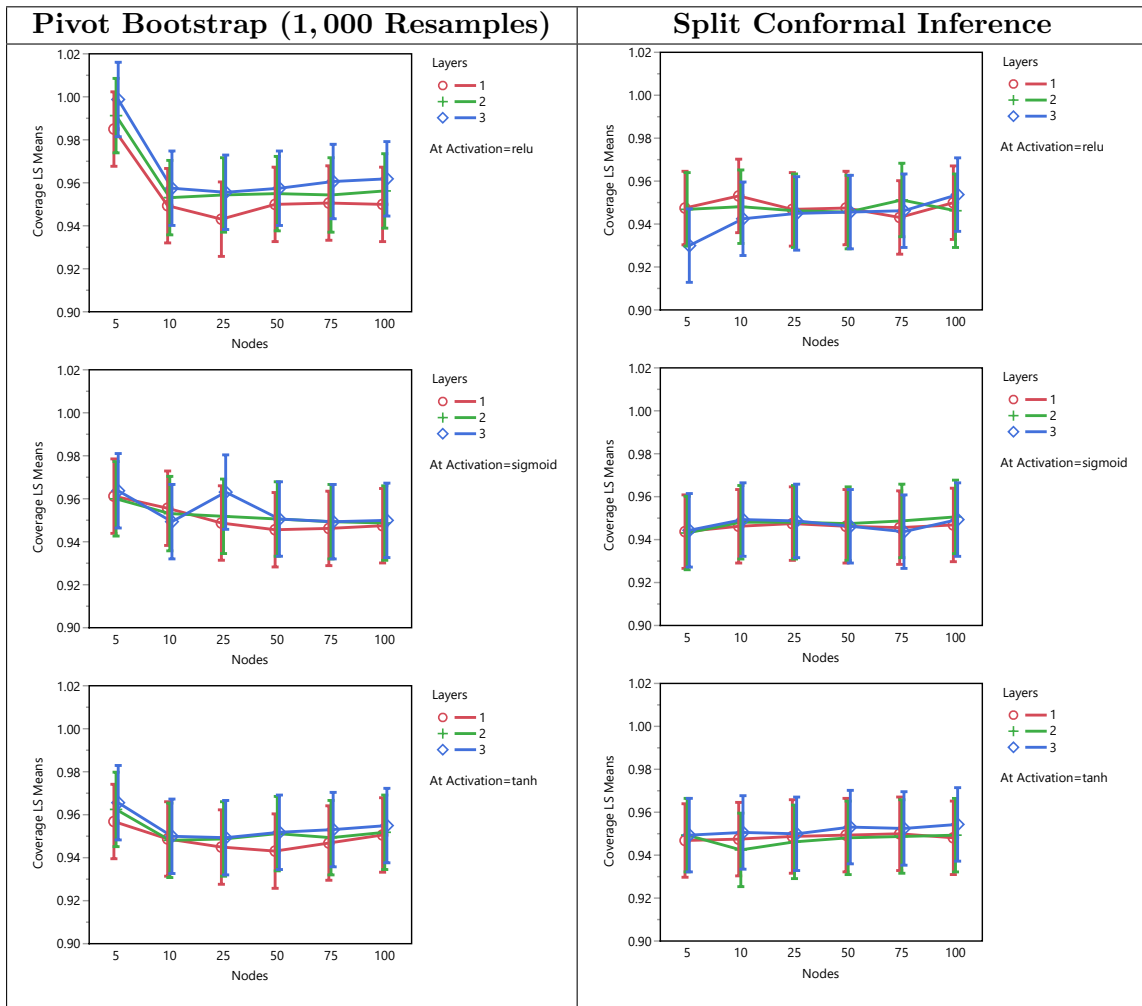 Pivot Bootstrap (1,000 Resamples)
Split Conformal Inference
1.02
1.00
0.98
0.96
0.94
0.92
0.90
Coverage LS Means
5 10 25 50 75 100
Nodes
Layers
1
2
3
At Activation=relu
1.02
1.00
0.98
0.96
0.94
0.92
0.90
Coverage LS Means
5 10 25 50 75 100
Nodes
Layers
1
2
3
At Activation=relu
1.02
1.00
0.98
0.96
0.94
0.92
0.90
Coverage LS Means
5 10 25 50 75 100
Nodes
Layers
1
2
3
At Activation=sigmoid
1.02
1.00
0.98
0.96
0.94
0.92
0.90
Coverage LS Means
5 10 25 50 75 100
Nodes
Layers
1
2
3
At Activation=sigmoid
1.02
1.00
0.98
0.96
0.94
0.92
0.90
Coverage LS Means
5 10 25 50 75 100
Nodes
Layers
1
2
3
At Activation=tanh
1.02
1.00
0.98
0.96
0.94
0.92
0.90
Coverage LS Means
5 10 25 50 75 100
Nodes
Layers
1
2
3
At Activation=tanh